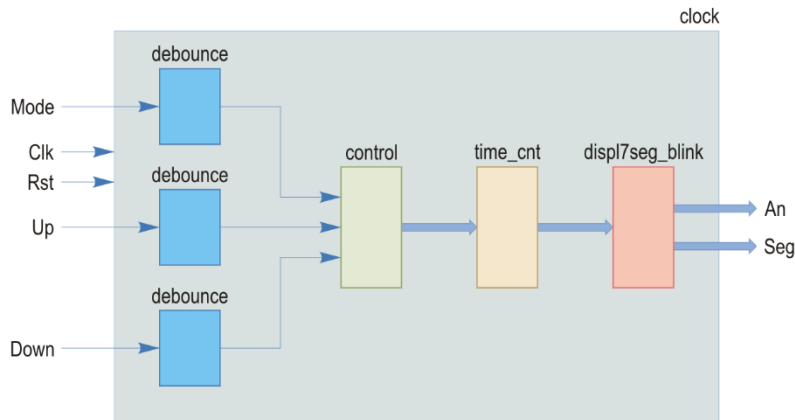 clock
debounce
Mode
Clk
Rst
debounce
Up
debounce
Down
control
time_cnt
displ7seg_blink
An
Seg